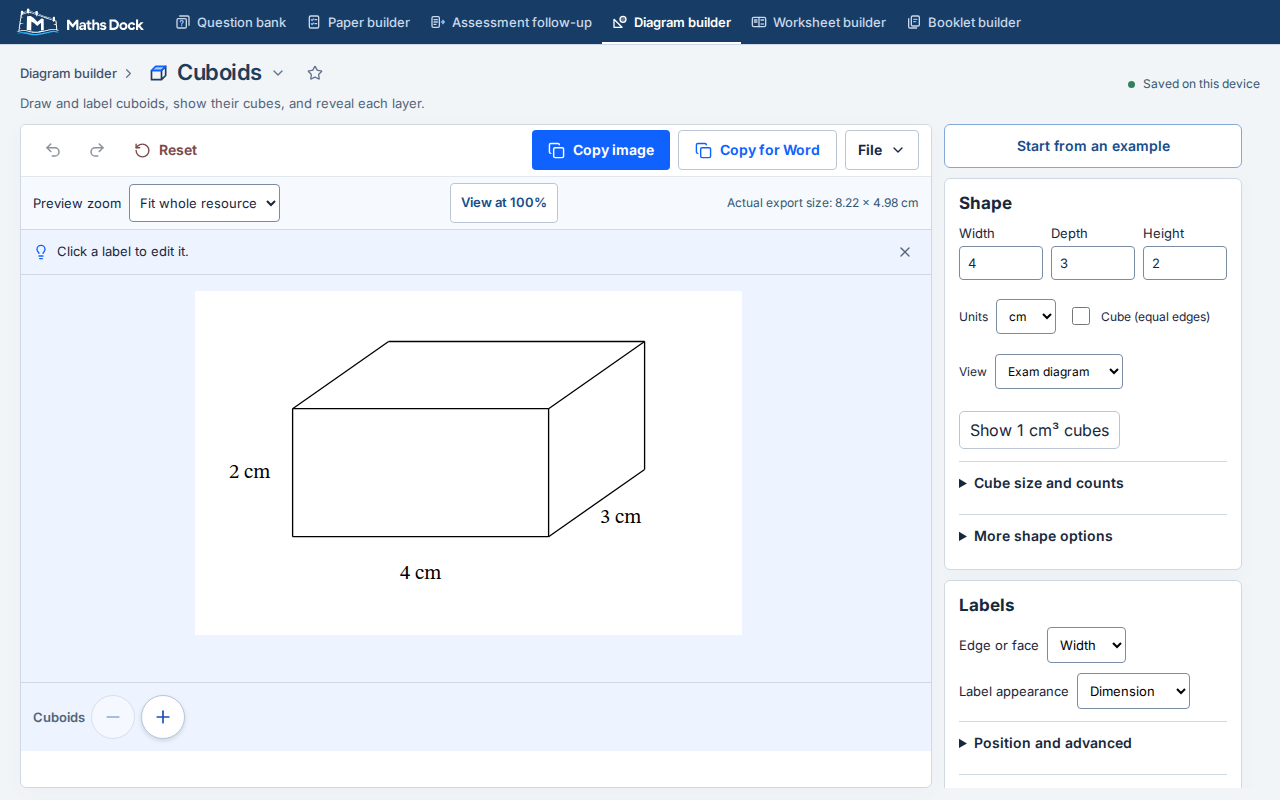 Maths Dock
Question bank
Paper builder
Assessment follow-up
Diagram builder
Worksheet builder
Booklet builder
Diagram builder
Cuboids
Saved on this device
Draw and label cuboids, show their cubes, and reveal each layer.
Reset
Copy image
Copy for Word
File
Start from an example
Preview zoom
Fit whole resource
View at 100%
Actual export size: 8.22 × 4.98 cm
Click a label to edit it.
2 cm
3 cm
4 cm
Cuboids
Shape
Width Depth Height
4 3 2
Units cm Cube (equal edges)
View Exam diagram
Show 1 cm³ cubes
Cube size and counts
More shape options
Labels
Edge or face Width
Label appearance Dimension
Position and advanced